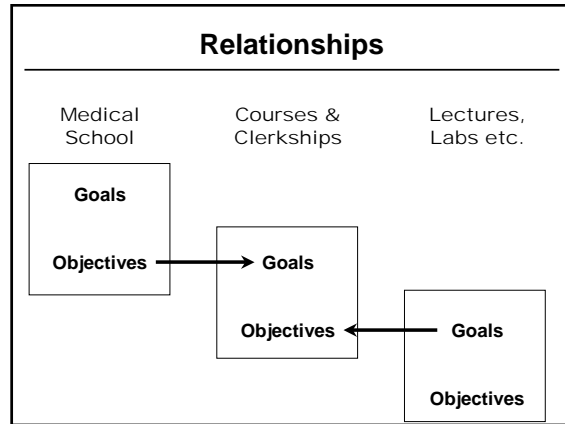 Relationships
Medical
School
Courses &
Clerkships
Lectures,
Labs etc.
Goals
Objectives
Goals
Objectives
Goals
Objectives